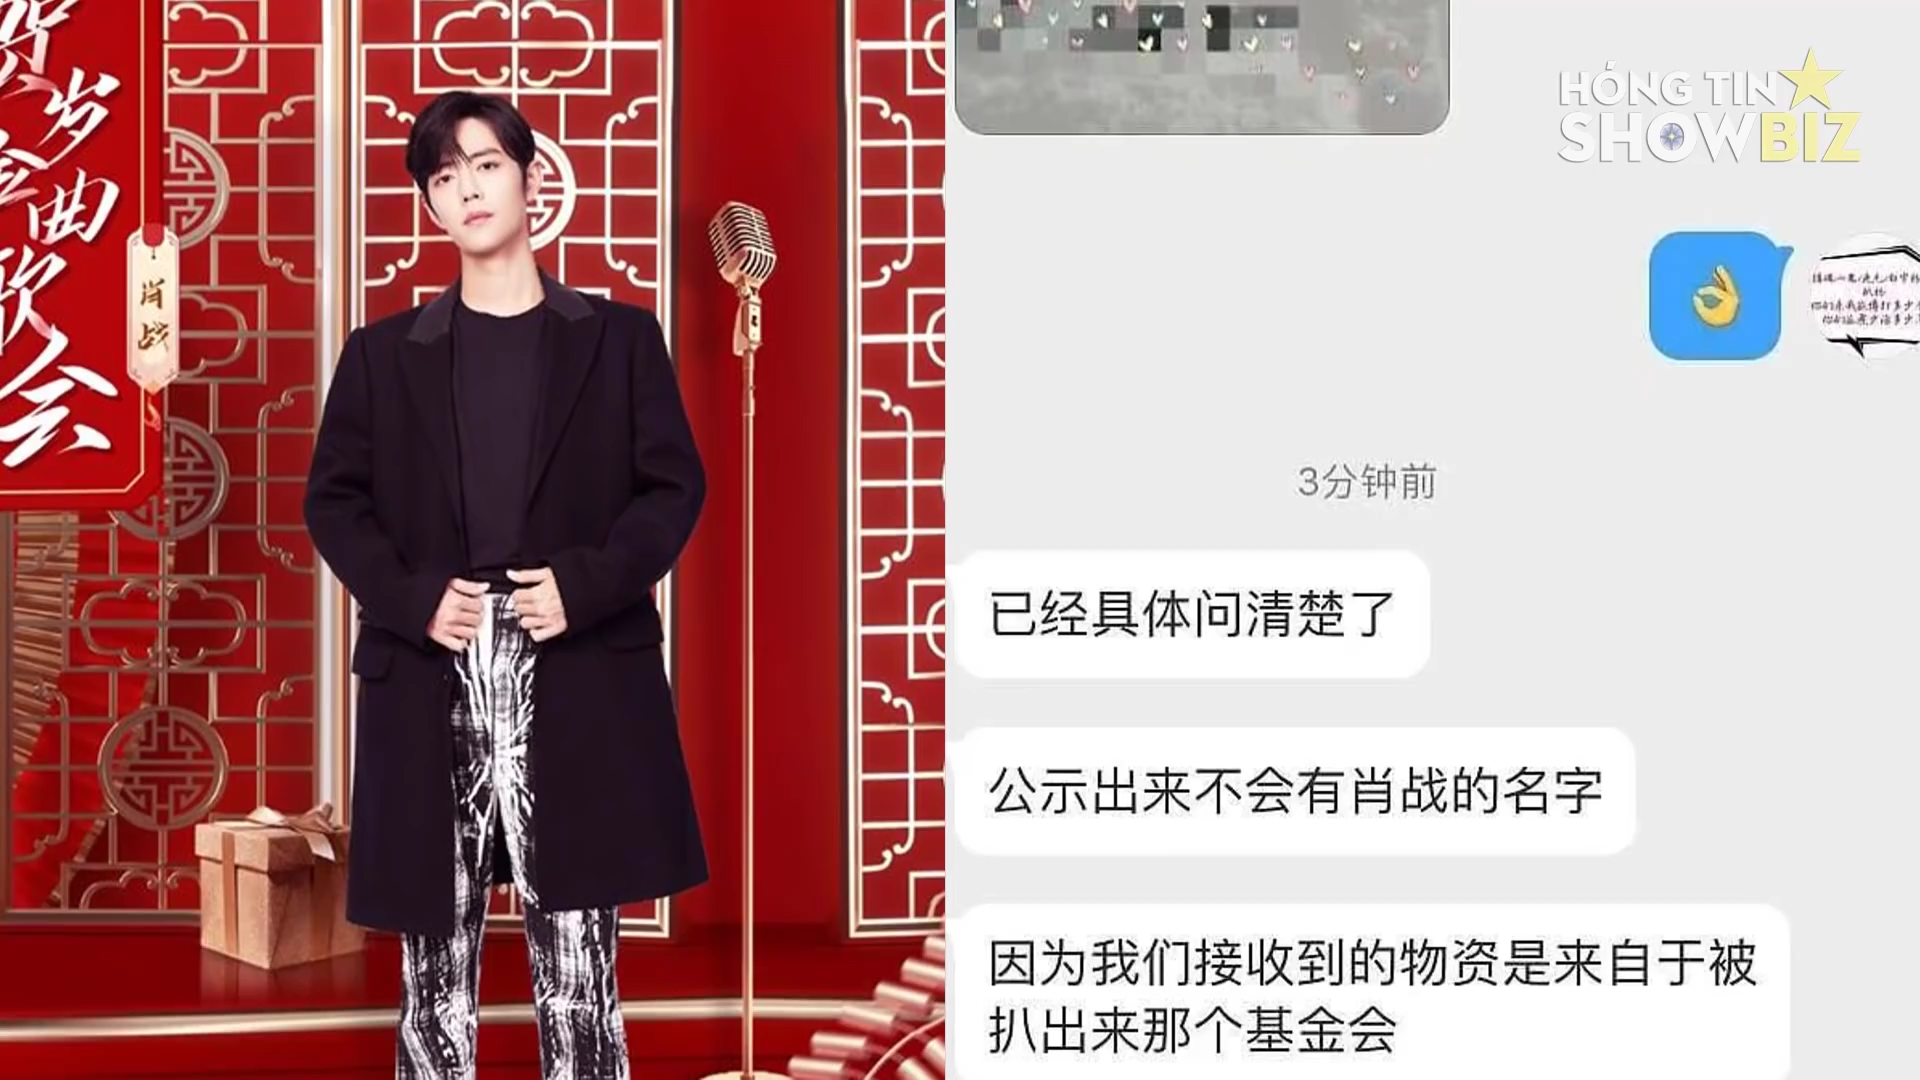 贺岁
金曲
歌会
肖战
HÓNG TIN
SHOWBIZ
3分钟前
已经具体问清楚了
公示出来不会有肖战的名字
因为我们接收到的物资是来自于被
扒出来那个基金会